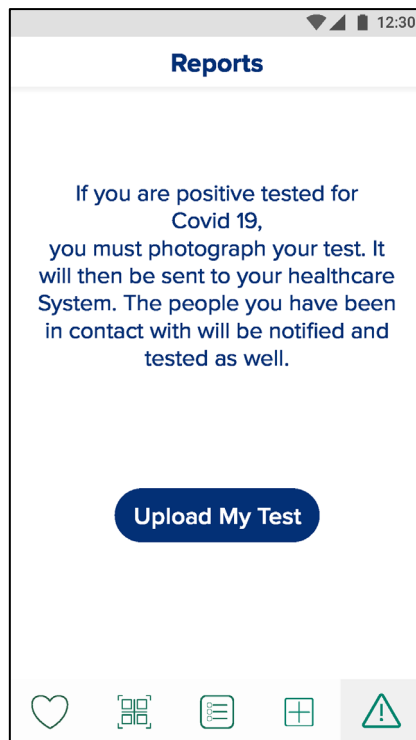 12:30
Reports
If you are positive tested for
Covid 19,
you must photograph your test. It
will then be sent to your healthcare
System. The people you have been
in contact with will be notified and
tested as well.
Upload My Test